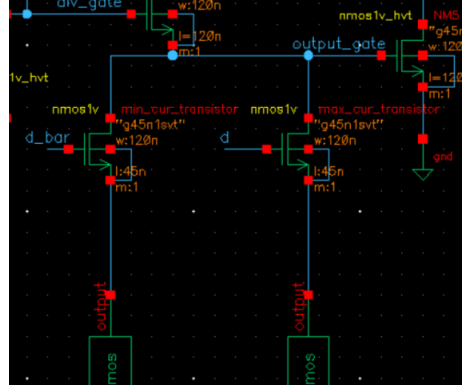 div_gate
w:120n
l=120n
m:1
nmos1v_hvt
NM5
"g45n
w:120
l=120
m:1
output_gate
1v_hvt
nmos1v
min_cur_transistor
"g45n1svt"
w:120n
l:45n
m:1
d_bar
nmos1v
max_cur_transistor
"g45n1svt"
w:120n
l:45n
m:1
d
gnd
output
output
mos
mos